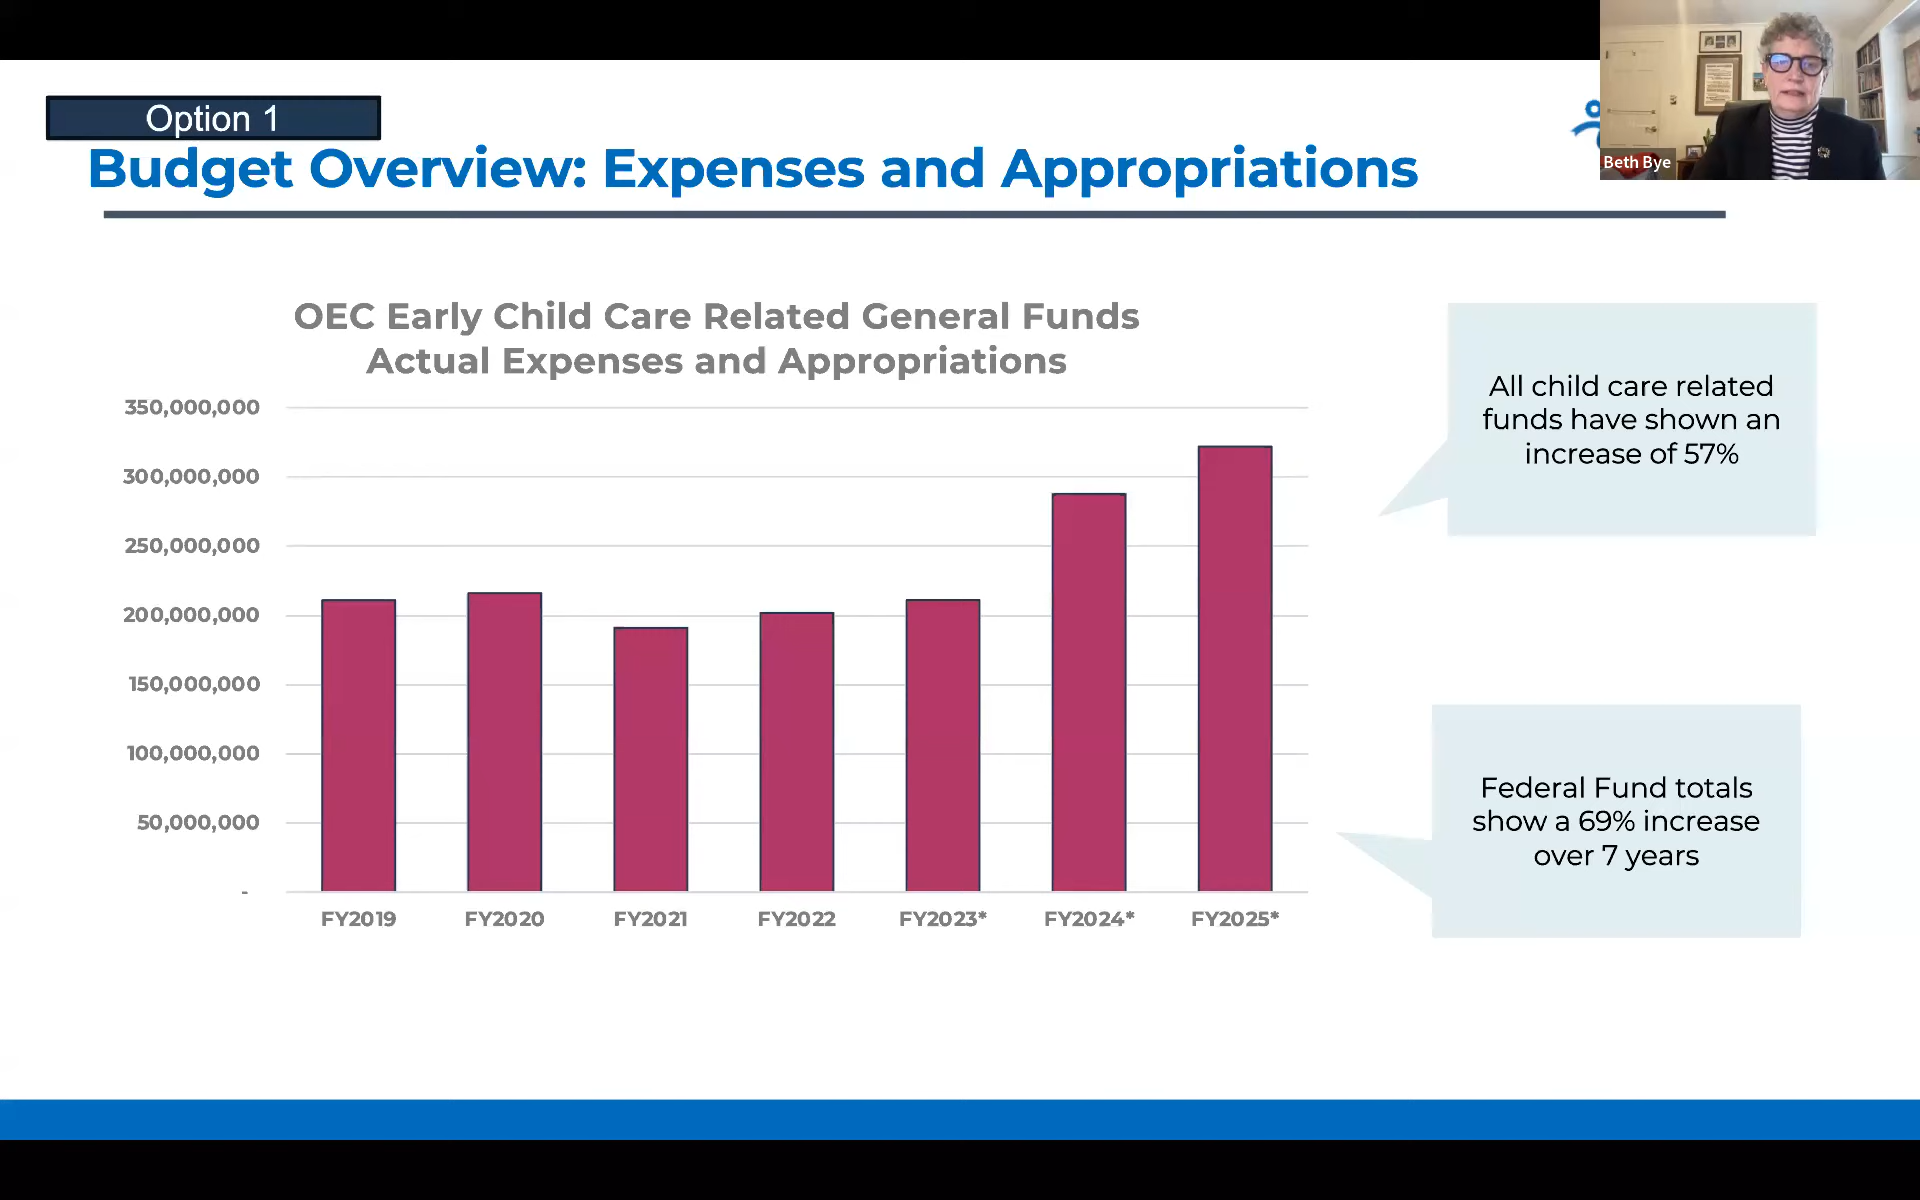 Option 1
Budget Overview: Expenses and Appropriations
Beth Bye
OEC Early Child Care Related General Funds
Actual Expenses and Appropriations
350,000,000
300,000,000
250,000,000
200,000,000
150,000,000
100,000,000
50,000,000
-
FY2019 FY2020 FY2021 FY2022 FY2023* FY2024* FY2025*
All child care related
funds have shown an
increase of 57%
Federal Fund totals
show a 69% increase
over 7 years